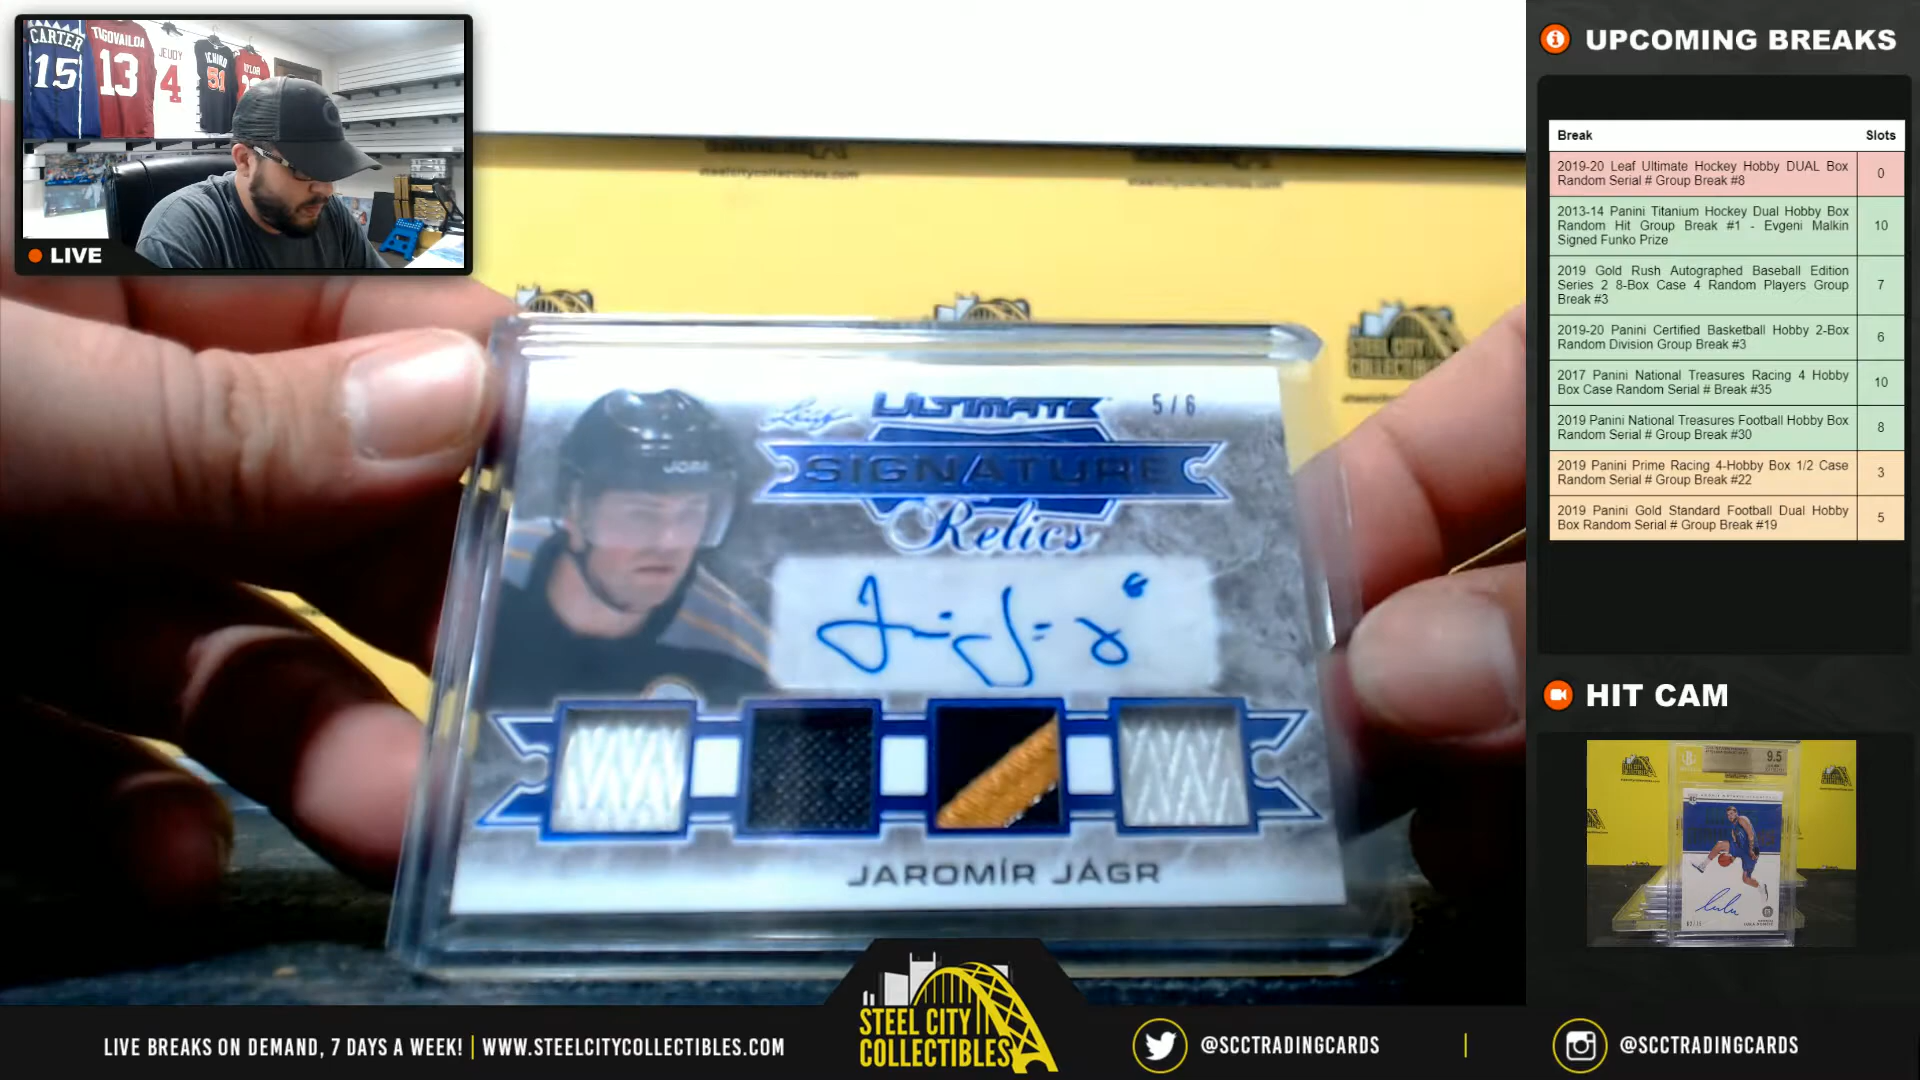 CARTER
15
TAGOVAILOA
13
JEUDY
4
ICHIRO
51
LIVE
Leaf ULTIMATE 5/6
SIGNATURE
Relics
JOFA
JAROMÍR JÁGR
STEEL CITY
COLLECTIBLES
UPCOMING BREAKS
Break Slots
2019-20 Leaf Ultimate Hockey Hobby DUAL Box
Random Serial # Group Break #8
0
2013-14 Panini Titanium Hockey Dual Hobby Box
Random Hit Group Break #1 - Evgeni Malkin
Signed Funko Prize
10
2019 Gold Rush Autographed Baseball Edition
Series 2 8-Box Case 4 Random Players Group
Break #3
7
2019-20 Panini Certified Basketball Hobby 2-Box
Random Division Group Break #3
6
2017 Panini National Treasures Racing 4 Hobby
Box Case Random Serial # Break #35
10
2019 Panini National Treasures Football Hobby Box
Random Serial # Group Break #30
8
2019 Panini Prime Racing 4-Hobby Box 1/2 Case
Random Serial # Group Break #22
3
2019 Panini Gold Standard Football Dual Hobby
Box Random Serial # Group Break #19
5
HIT CAM
9.5
LIVE BREAKS ON DEMAND, 7 DAYS A WEEK! | WWW.STEELCITYCOLLECTIBLES.COM
STEEL CITY
COLLECTIBLES
@SCCTRADINGCARDS
@SCCTRADINGCARDS